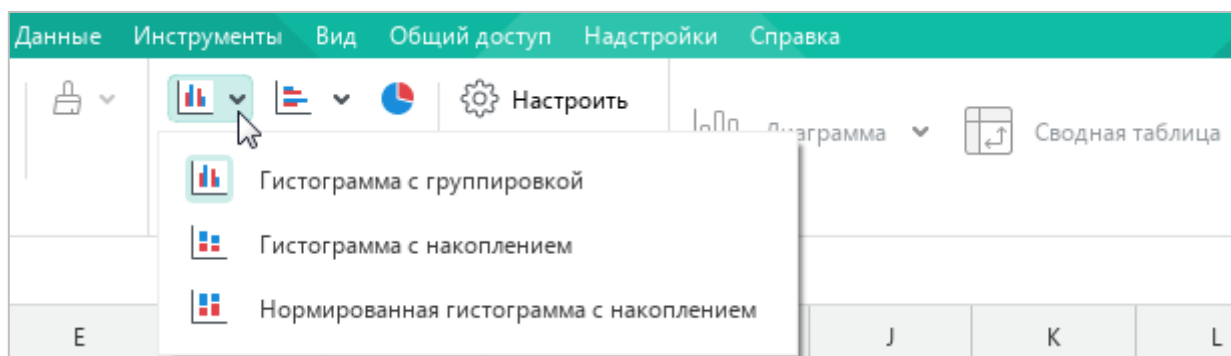 Данные Инструменты Вид Общий доступ Надстройки Справка
Настроить
Диаграмма Сводная таблица
Гистограмма с группировкой
Гистограмма с накоплением
Нормированная гистограмма с накоплением
E J K L